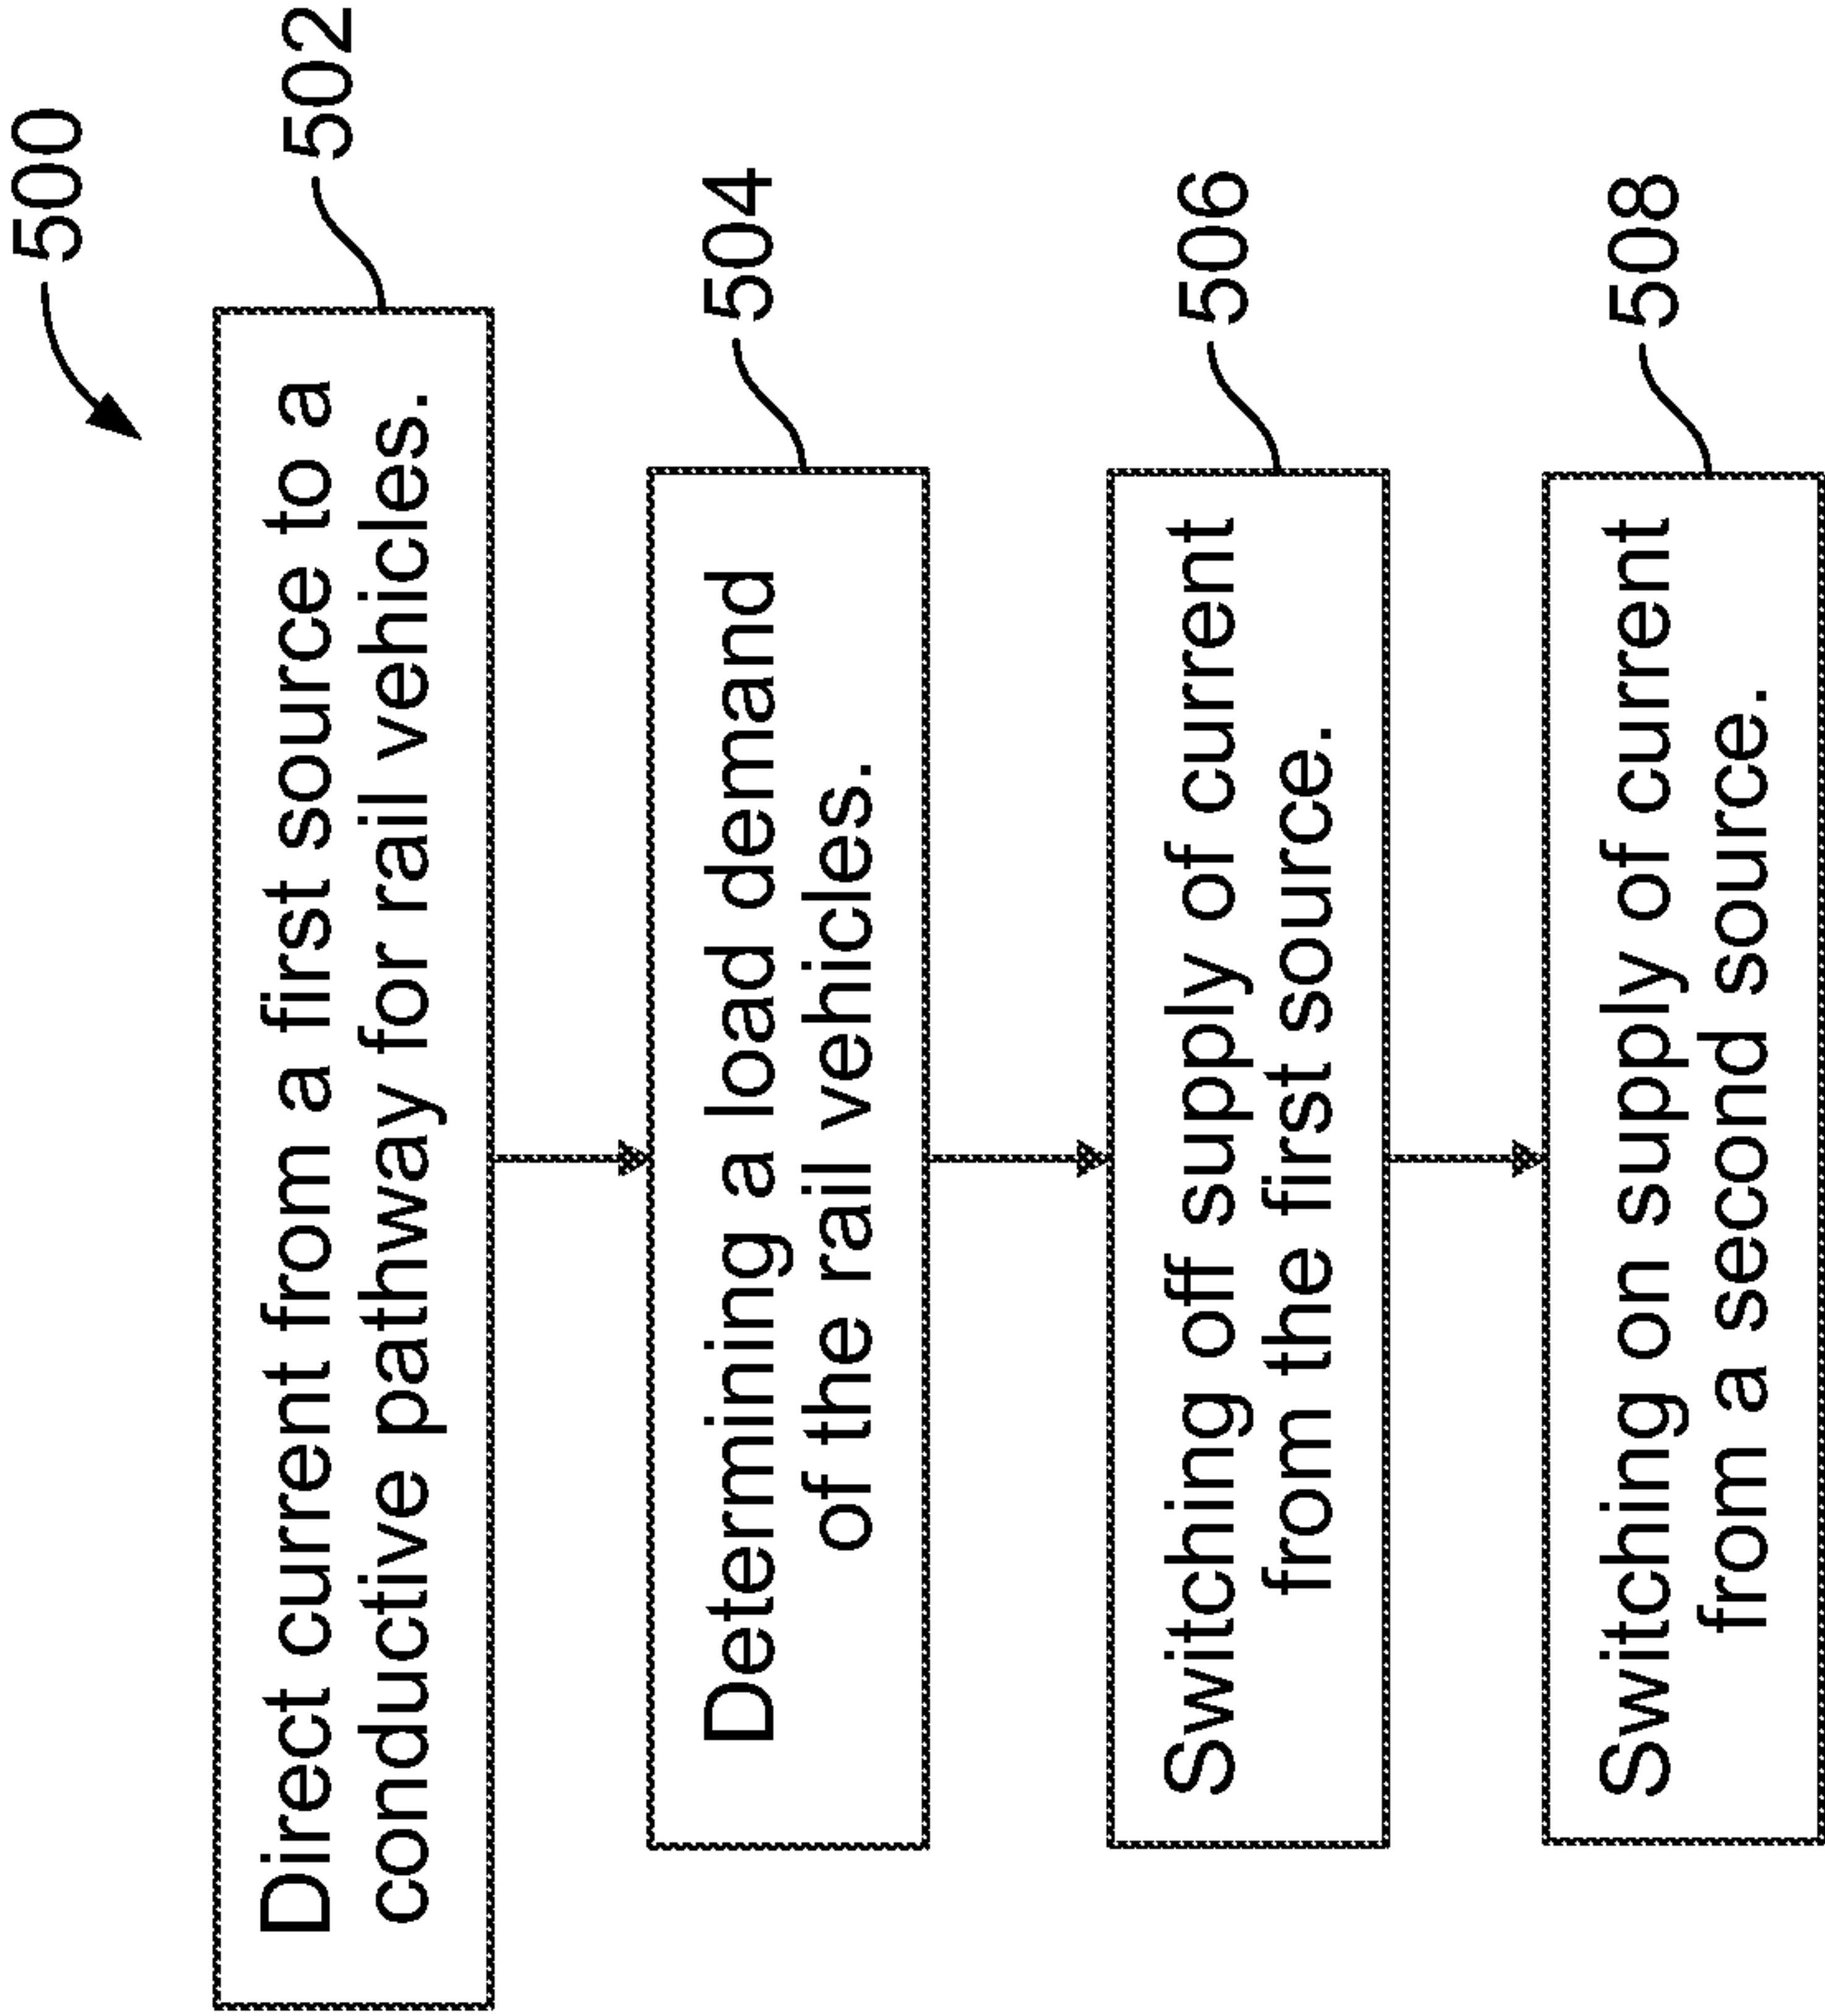 500
Direct current from a first source to a
conductive pathway for rail vehicles.
502
Determining a load demand
of the rail vehicles.
504
Switching off supply of current
from the first source.
506
Switching on supply of current
from a second source.
508